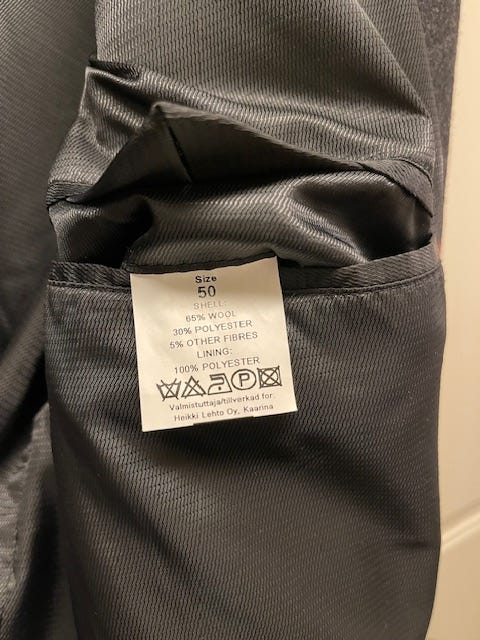 Size
50
SHELL:
65% WOOL
30% POLYESTER
5% OTHER FIBRES
LINING:
100% POLYESTER
P
Valmistuttaja/tillverkad for:
Heikki Lehto Oy, Kaarina